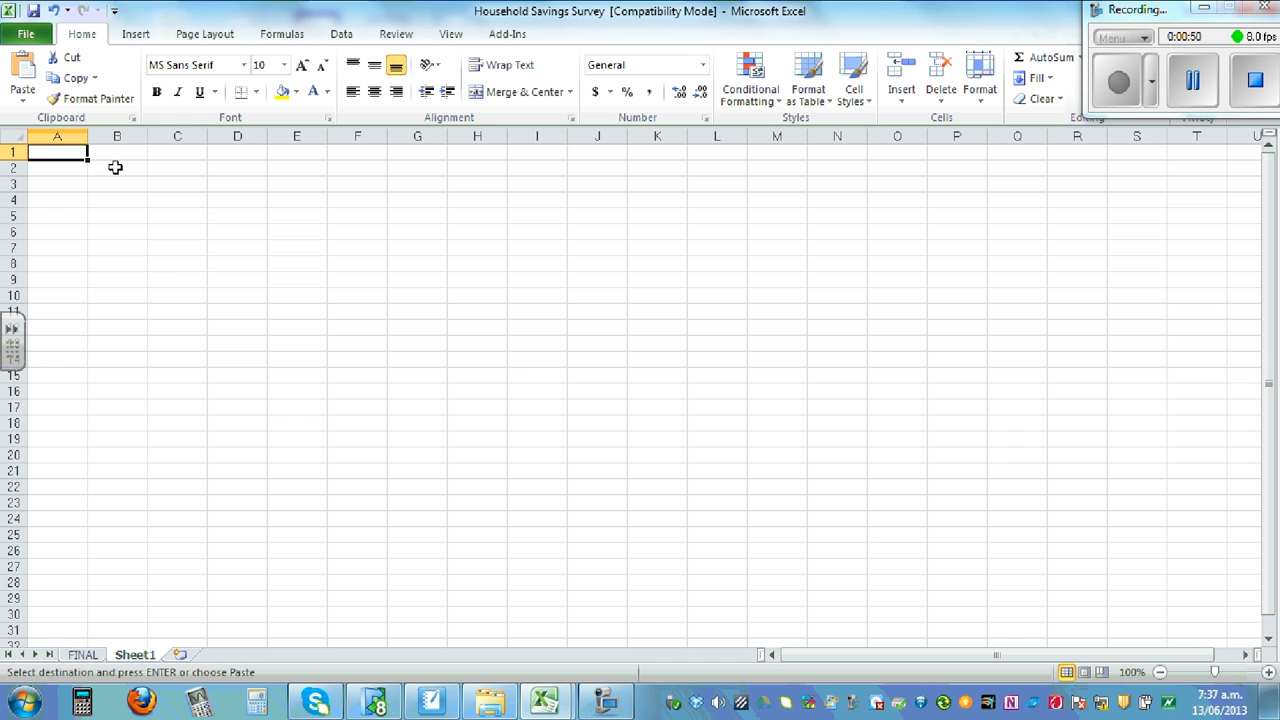 Household Savings Survey [Compatibility Mode] - Microsoft Excel
Recording...
File Home Insert Page Layout Formulas Data Review View Add-Ins
Menu 0:00:50 8.0 fps
Cut
Copy
Format Painter
Paste
Clipboard
MS Sans Serif 10
B I U A
Font
Wrap Text
Merge & Center
Alignment
General
$ % ,
Number
Conditional Formatting
Format as Table
Cell Styles
Styles
Insert Delete Format
Cells
Σ AutoSum
Fill
Clear
A B C D E F G H I J K L M N O P Q R S T U
1
2
3
4
5
6
7
8
9
10
11
15
16
17
18
19
20
21
22
23
24
25
26
27
28
29
30
31
32
FINAL Sheet1
Select destination and press ENTER or choose Paste 100%
7:37 a.m.
13/06/2013